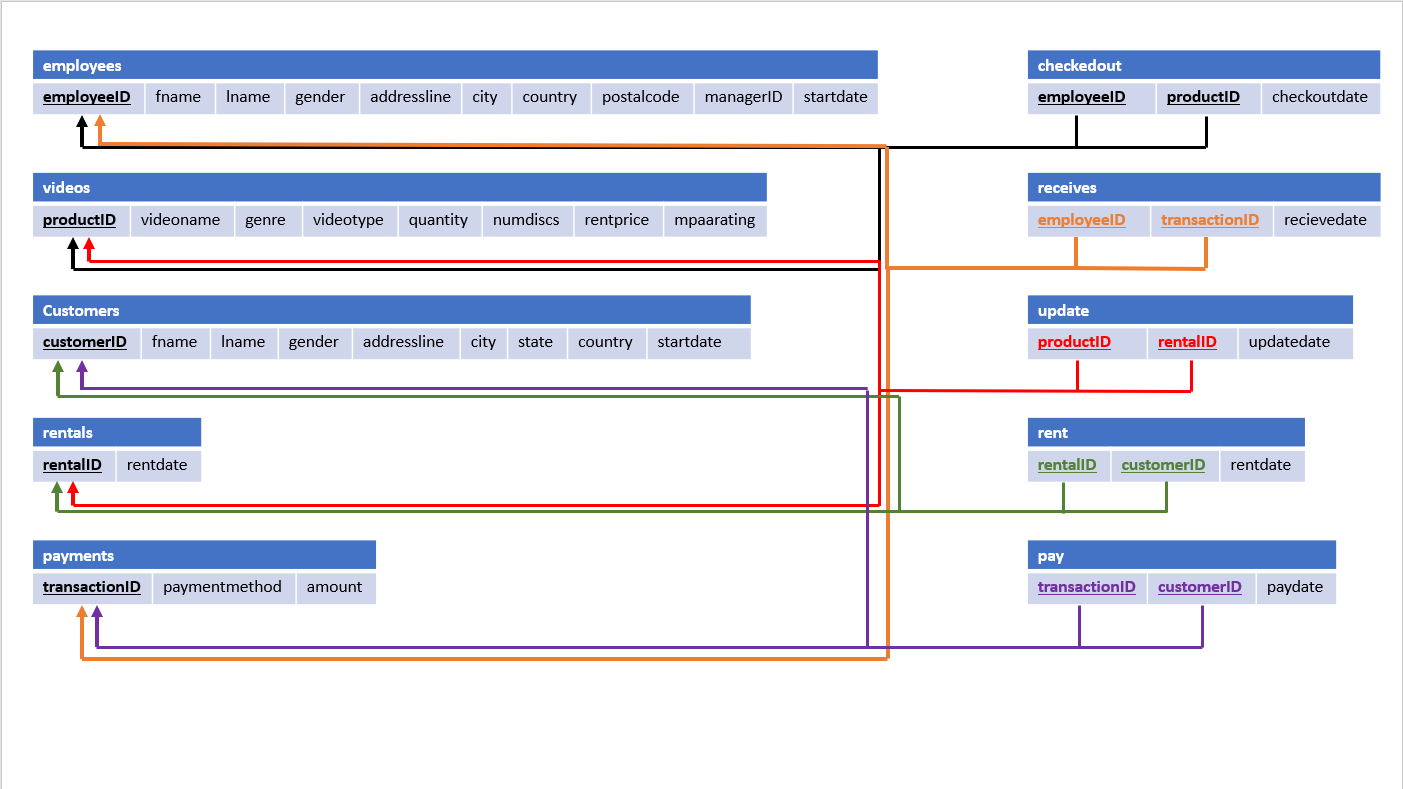 employees
employeeID fname lname gender addressline city country postalcode managerID startdate
checkedout
employeeID productID checkoutdate
videos
productID videoname genre videotype quantity numdiscs rentprice mpaarating
receives
employeeID transactionID recievedate
Customers
customerID fname lname gender addressline city state country startdate
update
productID rentalID updatedate
rentals
rentalID rentdate
rent
rentalID customerID rentdate
payments
transactionID paymentmethod amount
pay
transactionID customerID paydate